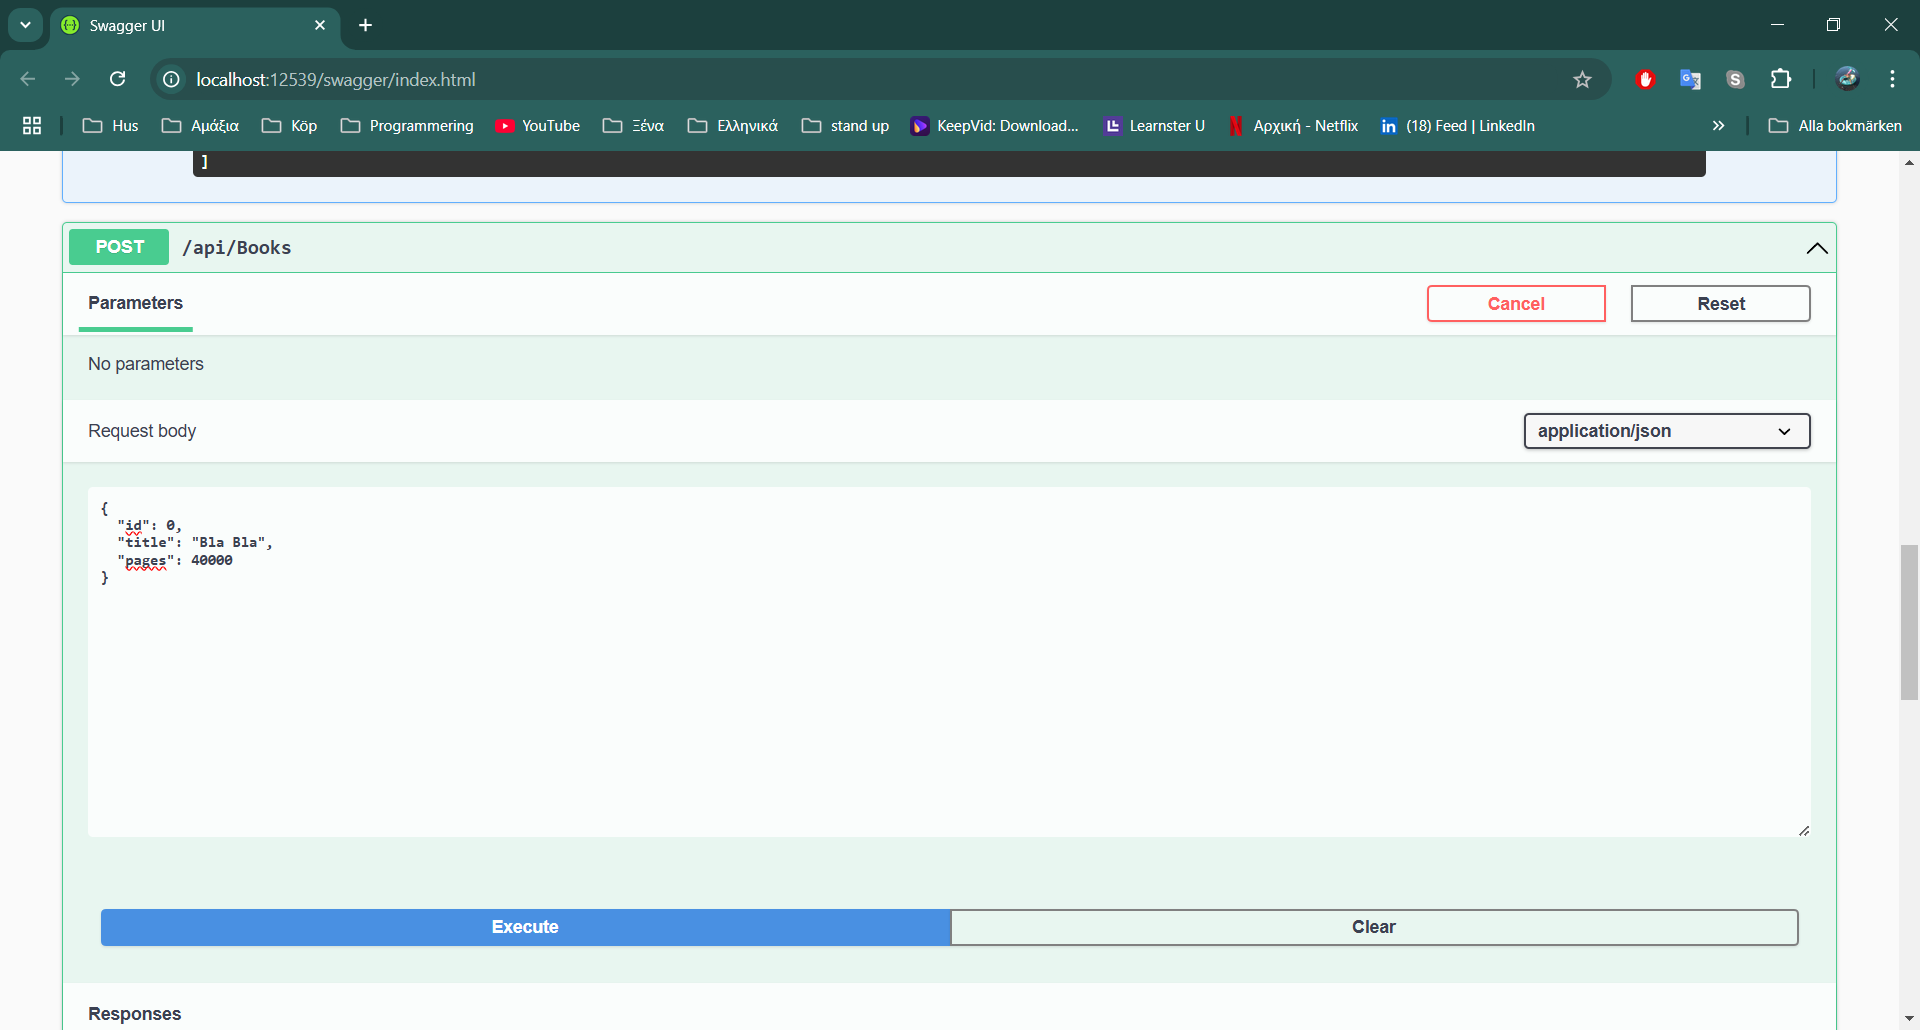 Swagger UI
localhost:12539/swagger/index.html
Hus Αμάξια Köp Programmering YouTube Ξένα Ελληνικά stand up KeepVid: Download... Learnster U Αρχική - Netflix (18) Feed | LinkedIn » Alla bokmärken
]
POST /api/Books
Parameters Cancel Reset
No parameters
Request body application/json
{
"id": 0,
"title": "Bla Bla",
"pages": 40000
}
Execute Clear
Responses